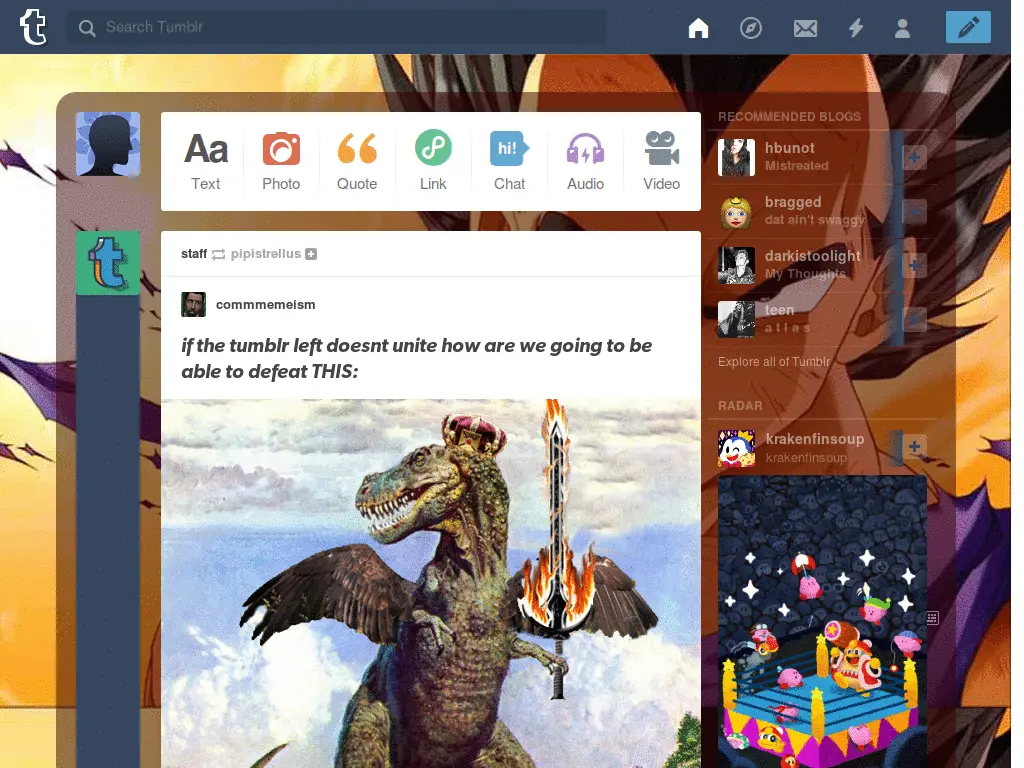 t
Search Tumblr
Aa
hi!
Text
Photo
Quote
Link
Chat
Audio
Video
t
staff pipistrellus
commmemeism
if the tumblr left doesnt unite how are we going to be
able to defeat THIS:
RECOMMENDED BLOGS
hbunot
Mistreated
bragged
dat ain't swaggy
darkistoolight
My Thoughts
teen
a t l a s
Explore all of Tumblr
RADAR
krakenfinsoup
krakenfinsoup